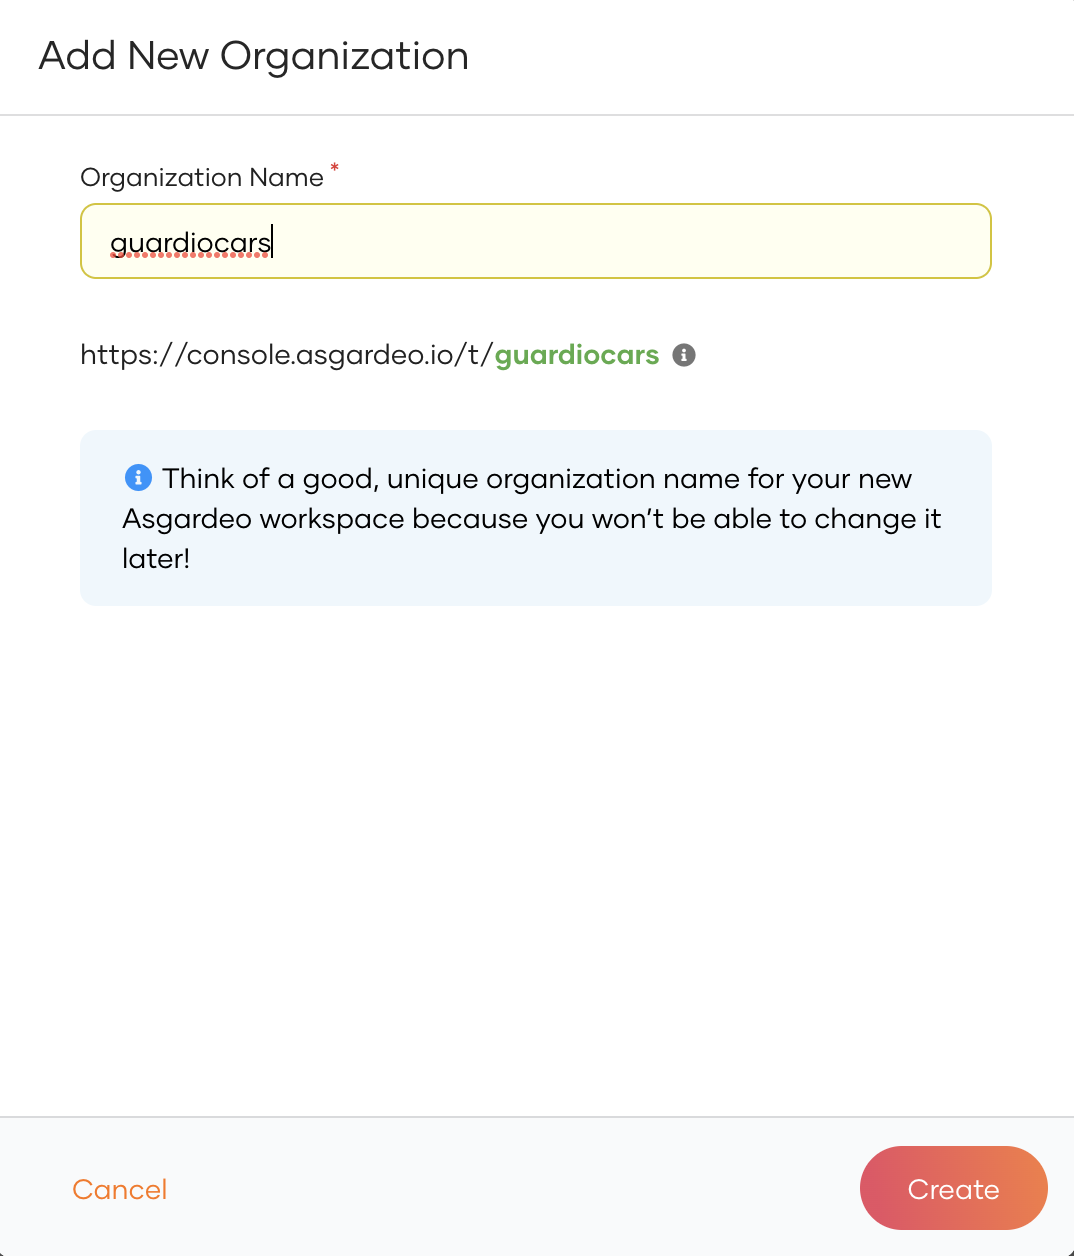 Add New Organization
Organization Name *
guardiocars
https://console.asgardeo.io/t/guardiocars
Think of a good, unique organization name for your new
Asgardeo workspace because you won’t be able to change it
later!
Cancel
Create